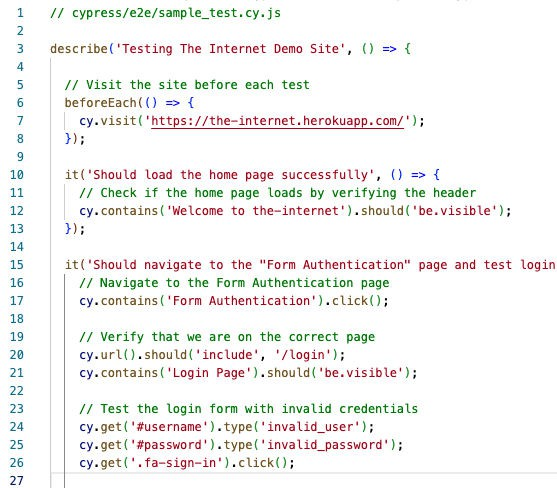 1 // cypress/e2e/sample_test.cy.js
2
3 describe('Testing The Internet Demo Site', () => {
4
5 // Visit the site before each test
6 beforeEach(() => {
7 cy.visit('https://the-internet.herokuapp.com/');
8 });
9
10 it('Should load the home page successfully', () => {
11 // Check if the home page loads by verifying the header
12 cy.contains('Welcome to the-internet').should('be.visible');
13 });
14
15 it('Should navigate to the "Form Authentication" page and test login
16 // Navigate to the Form Authentication page
17 cy.contains('Form Authentication').click();
18
19 // Verify that we are on the correct page
20 cy.url().should('include', '/login');
21 cy.contains('Login Page').should('be.visible');
22
23 // Test the login form with invalid credentials
24 cy.get('#username').type('invalid_user');
25 cy.get('#password').type('invalid_password');
26 cy.get('.fa-sign-in').click();
27